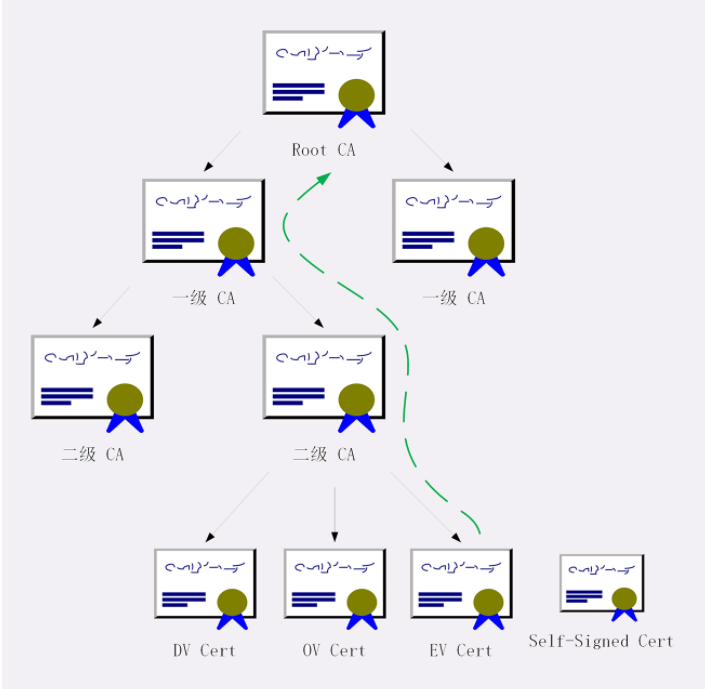 Root CA
一级 CA
一级 CA
二级 CA
二级 CA
DV Cert
OV Cert
EV Cert
Self-Signed Cert